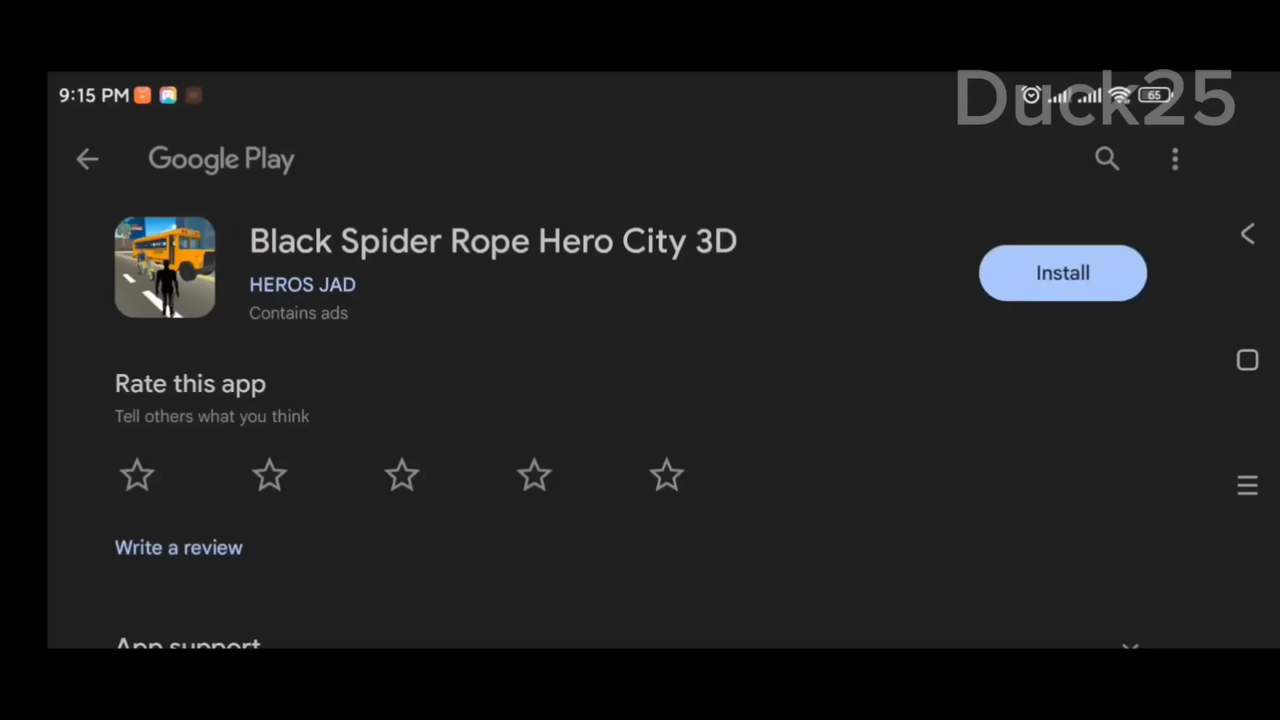 Duck25
9:15 PM
65
Google Play
Black Spider Rope Hero City 3D
HEROS JAD
Contains ads
Install
Rate this app
Tell others what you think
Write a review
App support